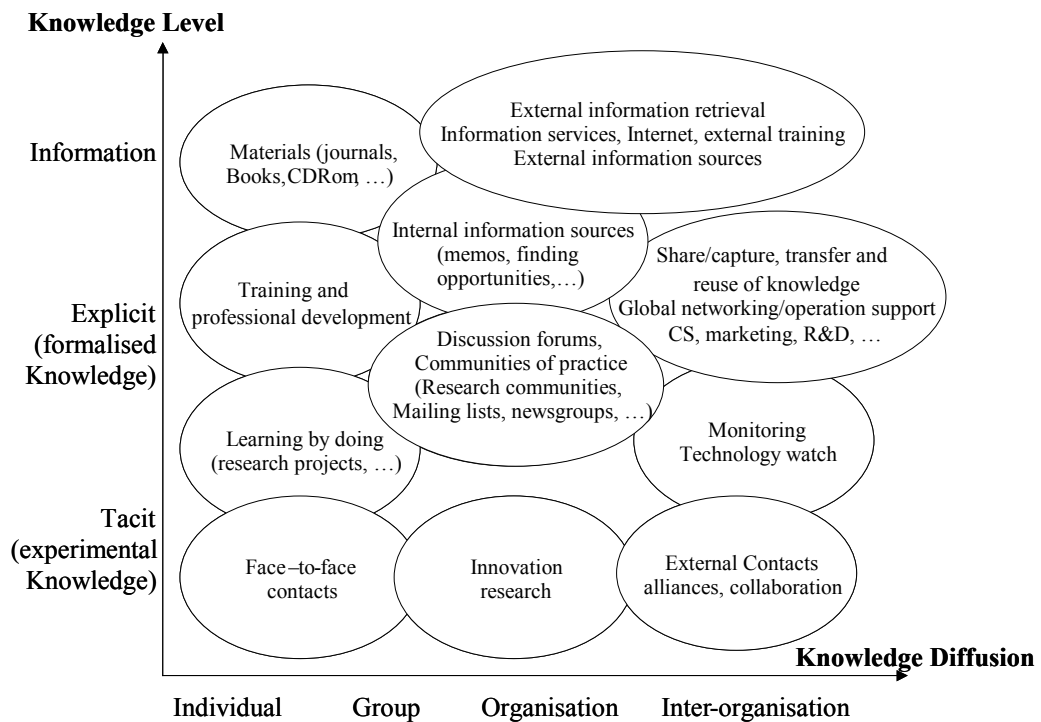 Knowledge Level
Information
Explicit
(formalised
Knowledge)
Tacit
(experimental
Knowledge)
Materials (journals,
Books,CDRom, …)
External information retrieval
Information services, Internet, external training
External information sources
Internal information sources
(memos, finding
opportunities,…)
Share/capture, transfer and
reuse of knowledge
Global networking/operation support
CS, marketing, R&D, …
Training and
professional development
Discussion forums,
Communities of practice
(Research communities,
Mailing lists, newsgroups, …)
Learning by doing
(research projects, …)
Monitoring
Technology watch
Face–to-face
contacts
Innovation
research
External Contacts
alliances, collaboration
Knowledge Diffusion
Individual Group Organisation Inter-organisation